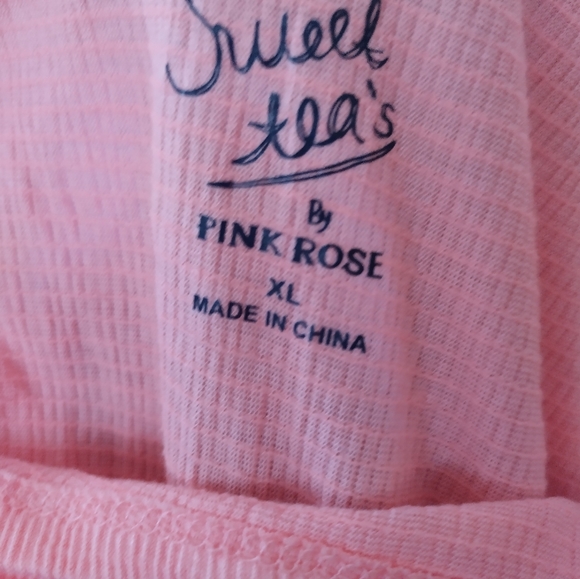 Sweet
tea's
By
PINK ROSE
XL
MADE IN CHINA